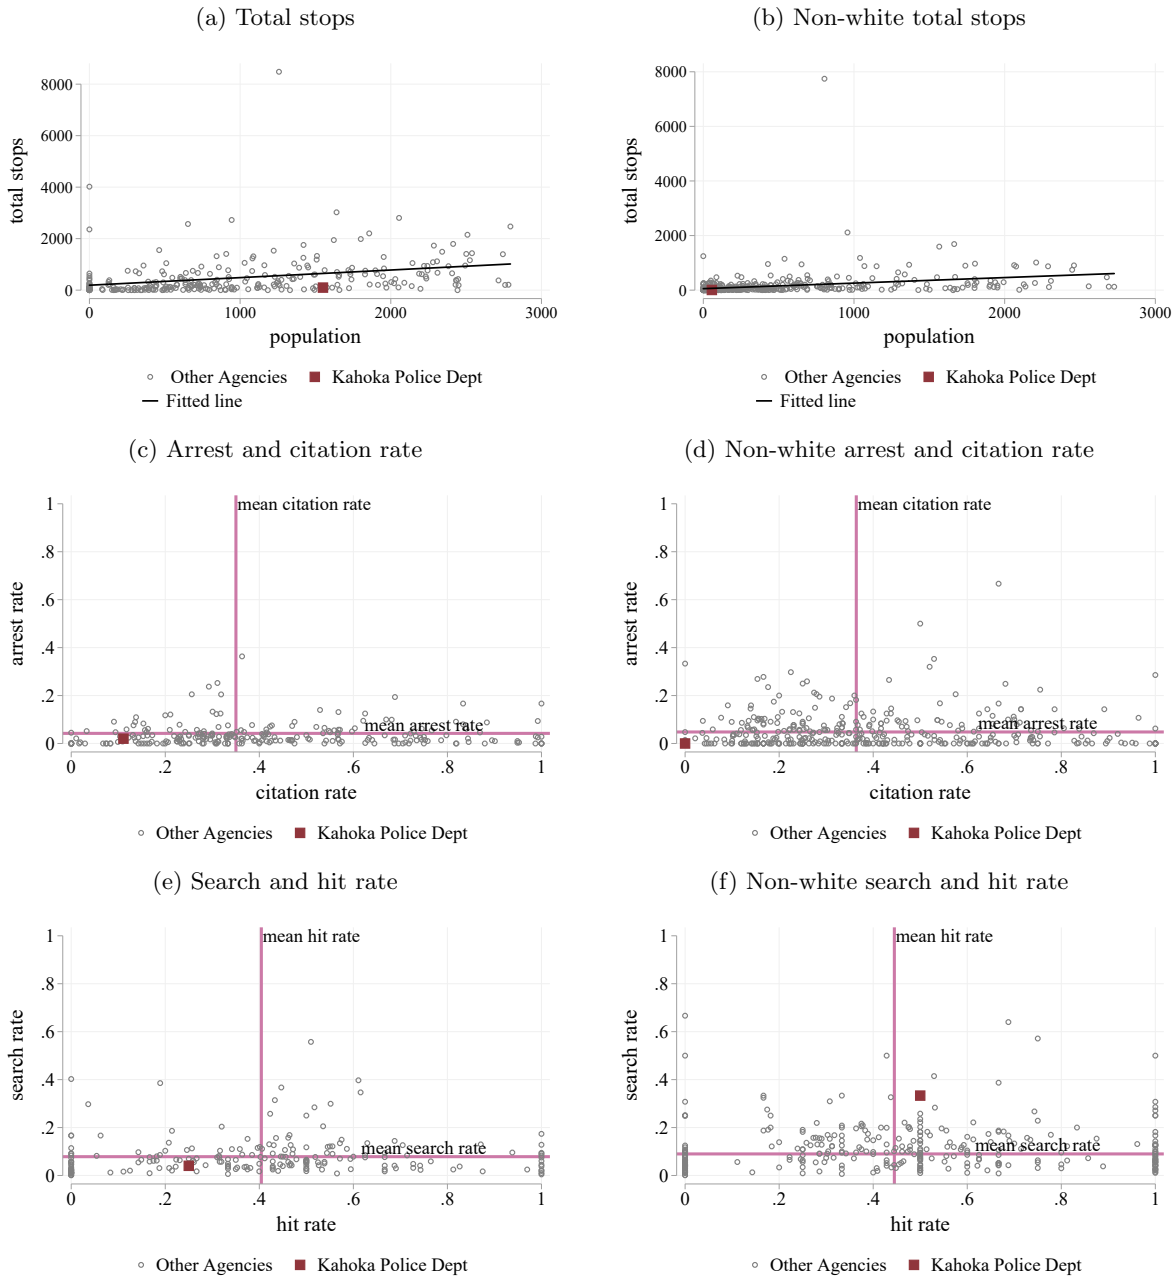 (a) Total stops
(b) Non-white total stops
total stops
8000
6000
4000
2000
0
0 1000 2000 3000
population
Other Agencies Kahoka Police Dept
Fitted line
total stops
8000
6000
4000
2000
0
0 1000 2000 3000
population
Other Agencies Kahoka Police Dept
Fitted line
(c) Arrest and citation rate
(d) Non-white arrest and citation rate
arrest rate
1
.8
.6
.4
.2
0
mean citation rate
mean arrest rate
0 .2 .4 .6 .8 1
citation rate
Other Agencies Kahoka Police Dept
arrest rate
1
.8
.6
.4
.2
0
mean citation rate
mean arrest rate
0 .2 .4 .6 .8 1
citation rate
Other Agencies Kahoka Police Dept
(e) Search and hit rate
(f) Non-white search and hit rate
search rate
1
.8
.6
.4
.2
0
mean hit rate
mean search rate
0 .2 .4 .6 .8 1
hit rate
Other Agencies Kahoka Police Dept
search rate
1
.8
.6
.4
.2
0
mean hit rate
mean search rate
0 .2 .4 .6 .8 1
hit rate
Other Agencies Kahoka Police Dept